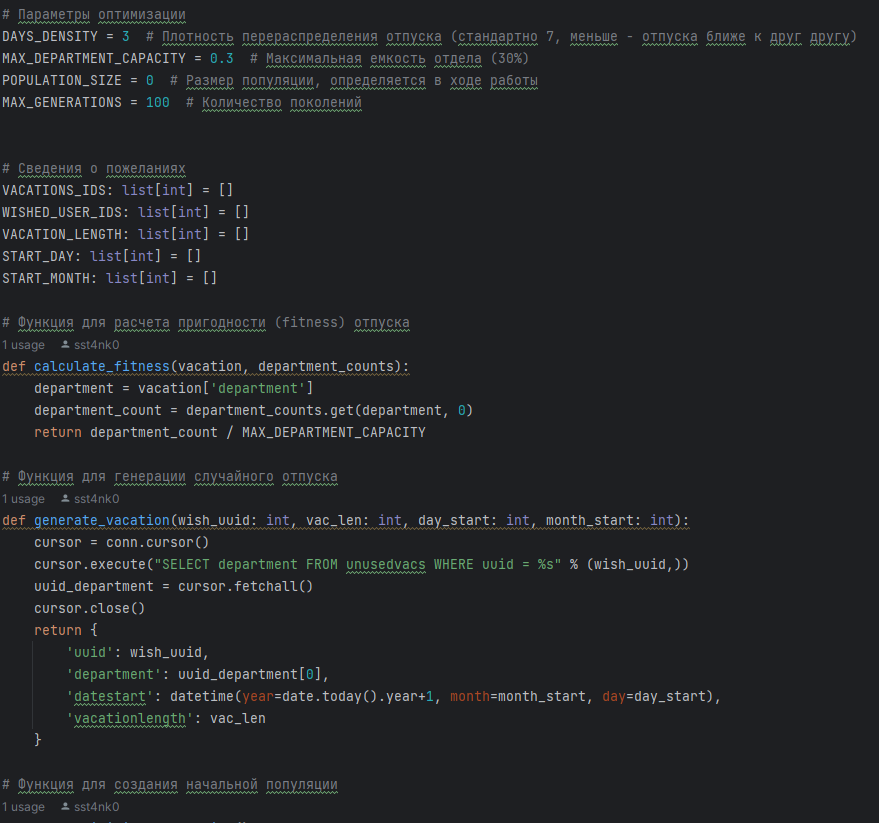 # Параметры оптимизации
DAYS_DENSITY = 3  # Плотность перераспределения отпуска (стандартно 7, меньше - отпуска ближе к друг другу)
MAX_DEPARTMENT_CAPACITY = 0.3  # Максимальная емкость отдела (30%)
POPULATION_SIZE = 0  # Размер популяции, определяется в ходе работы
MAX_GENERATIONS = 100  # Количество поколений
# Сведения о пожеланиях
VACATIONS_IDS: list[int] = []
WISHED_USER_IDS: list[int] = []
VACATION_LENGTH: list[int] = []
START_DAY: list[int] = []
START_MONTH: list[int] = []
# Функция для расчета пригодности (fitness) отпуска
1 usage sst4nk0
def calculate_fitness(vacation, department_counts):
    department = vacation['department']
    department_count = department_counts.get(department, 0)
    return department_count / MAX_DEPARTMENT_CAPACITY
# Функция для генерации случайного отпуска
1 usage sst4nk0
def generate_vacation(wish_uuid: int, vac_len: int, day_start: int, month_start: int):
    cursor = conn.cursor()
    cursor.execute("SELECT department FROM unusedvacs WHERE uuid = %s" % (wish_uuid,))
    uuid_department = cursor.fetchall()
    cursor.close()
    return {
        'uuid': wish_uuid,
        'department': uuid_department[0],
        'datestart': datetime(year=date.today().year+1, month=month_start, day=day_start),
        'vacationlength': vac_len
    }
# Функция для создания начальной популяции
1 usage sst4nk0